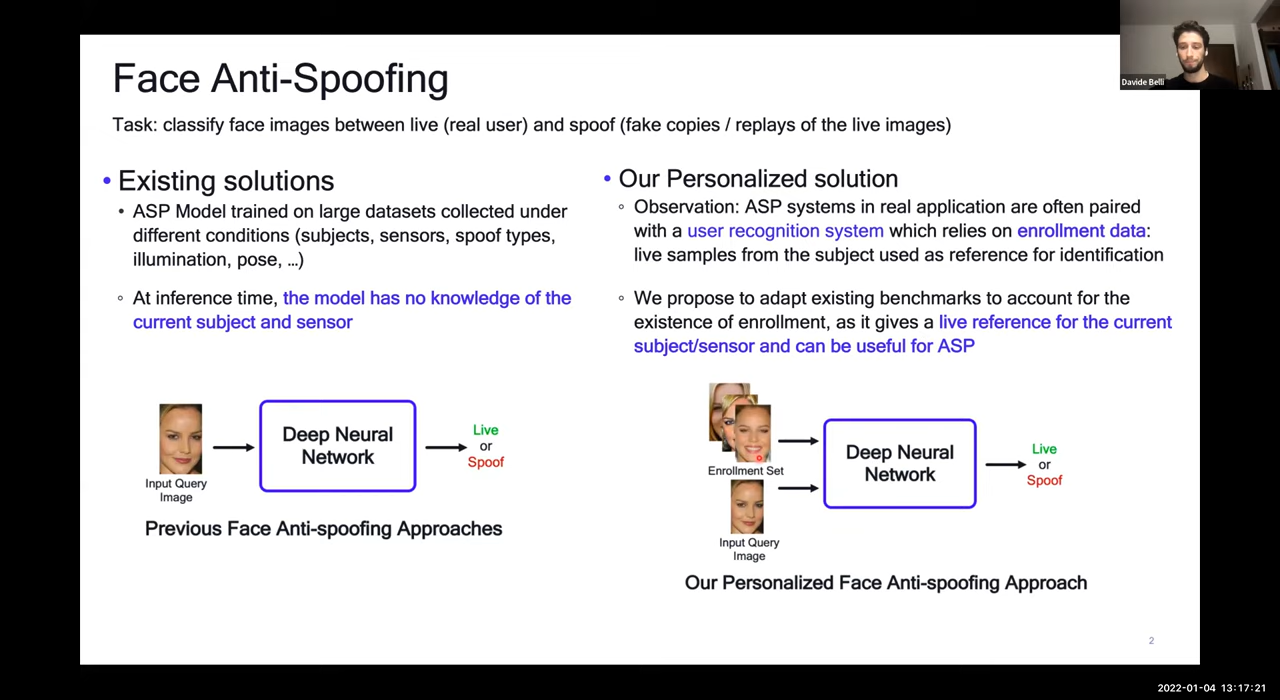 Face Anti-Spoofing
Davide Belli
Task: classify face images between live (real user) and spoof (fake copies / replays of the live images)
• Existing solutions
• ASP Model trained on large datasets collected under
different conditions (subjects, sensors, spoof types,
illumination, pose, ...)
◦ At inference time, the model has no knowledge of the
current subject and sensor
Input Query
Image
Deep Neural
Network
Live
or
Spoof
Previous Face Anti-spoofing Approaches
• Our Personalized solution
◦ Observation: ASP systems in real application are often paired
with a user recognition system which relies on enrollment data:
live samples from the subject used as reference for identification
◦ We propose to adapt existing benchmarks to account for the
existence of enrollment, as it gives a live reference for the current
subject/sensor and can be useful for ASP
Enrollment Set
Input Query
Image
Deep Neural
Network
Live
or
Spoof
Our Personalized Face Anti-spoofing Approach
2
2022-01-04 13:17:21